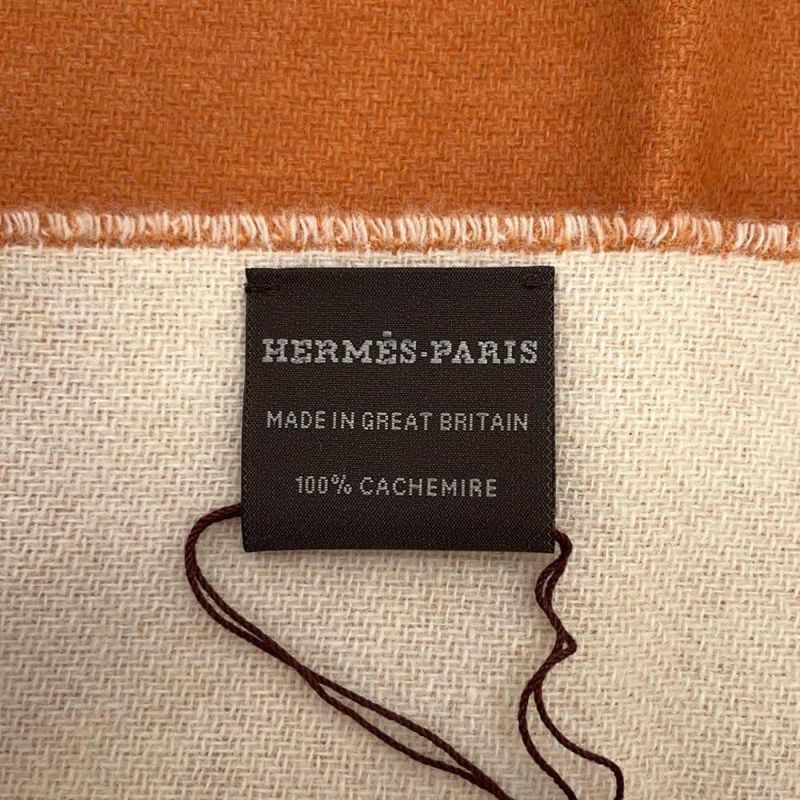 HERMÈS-PARIS
MADE IN GREAT BRITAIN
100% CACHEMIRE